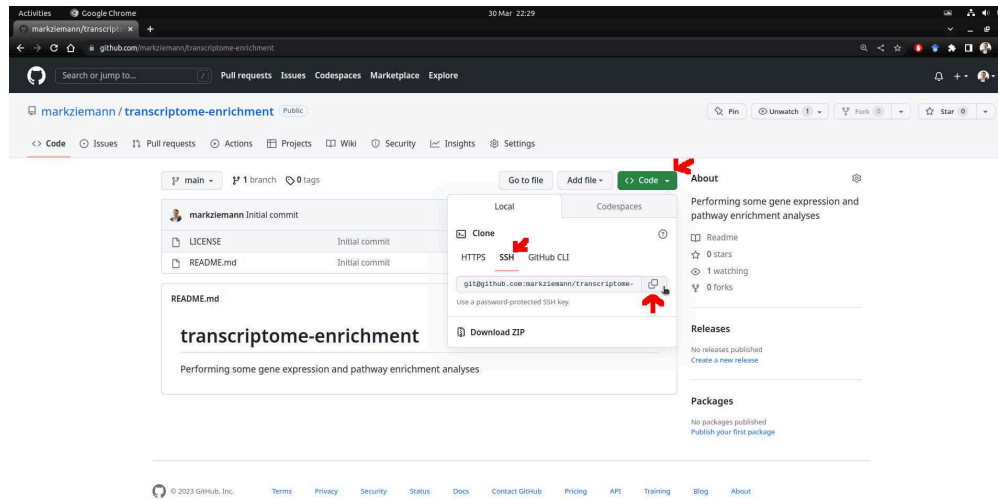 Activities Google Chrome 30 Mar 22:29
markziemann/transcript
github.com/markziemann/transcriptome-enrichment
Search or jump to... / Pull requests Issues Codespaces Marketplace Explore
markziemann / transcriptome-enrichment Public Pin Unwatch 1 Fork 0 Star 0
Code Issues Pull requests Actions Projects Wiki Security Insights Settings
main 1 branch 0 tags Go to file Add file Code
About
Performing some gene expression and
pathway enrichment analyses
Readme
0 stars
1 watching
0 forks
Local Codespaces
Clone
HTTPS SSH GitHub CLI
git@github.com:markziemann/transcriptome-
Use a password-protected SSH key.
Download ZIP
markziemann Initial commit
LICENSE Initial commit
README.md Initial commit
README.md
transcriptome-enrichment
Performing some gene expression and pathway enrichment analyses
Releases
No releases published
Create a new release
Packages
No packages published
Publish your first package
© 2023 GitHub, Inc. Terms Privacy Security Status Docs Contact GitHub Pricing API Training Blog About